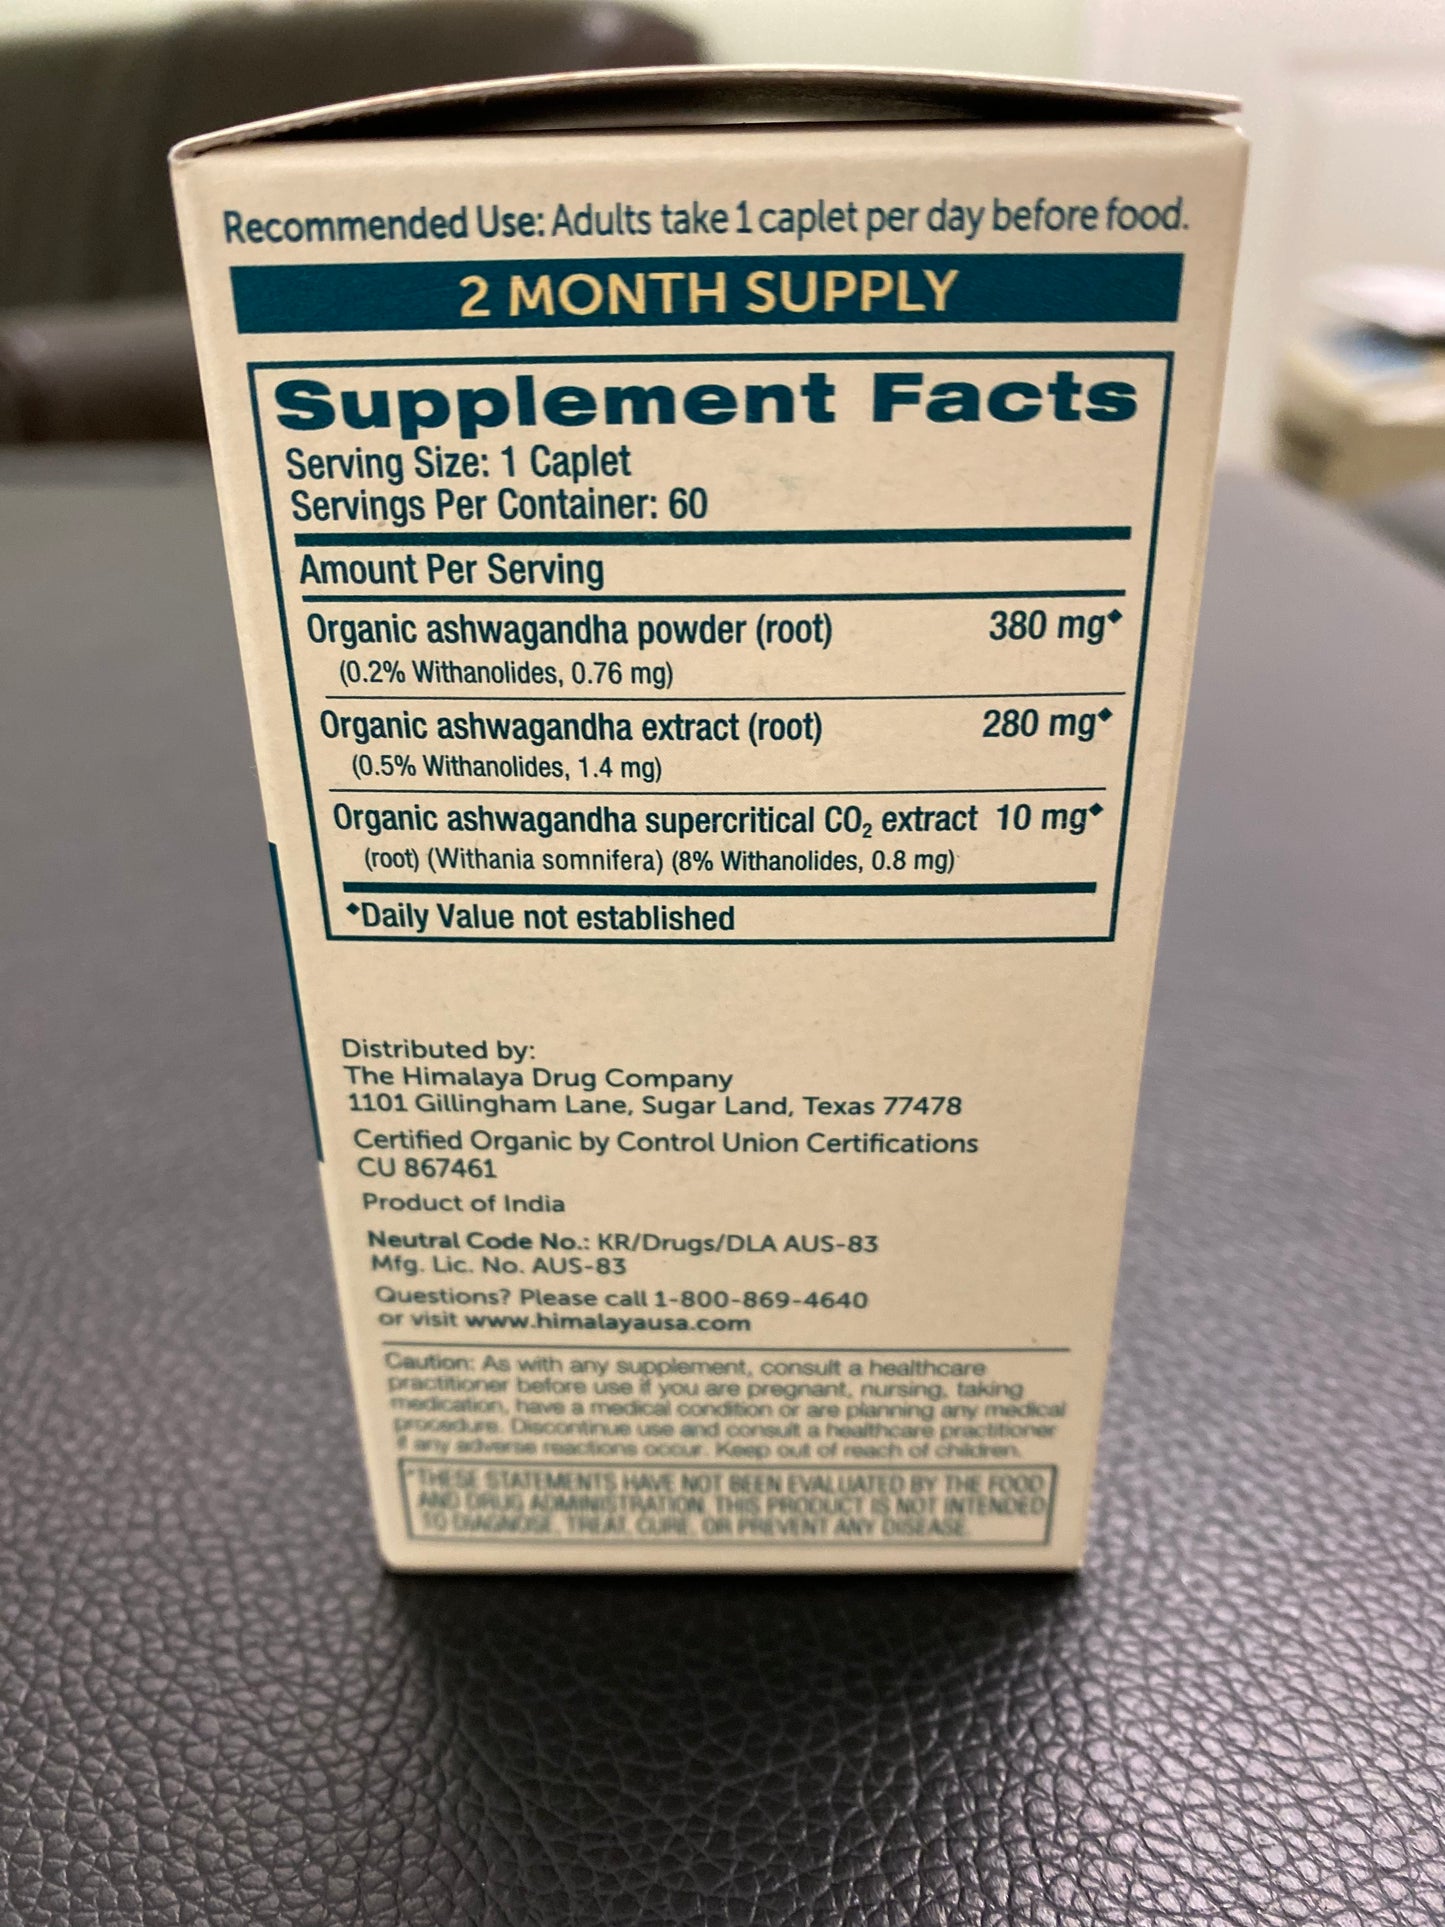 Recommended Use: Adults take 1 caplet per day before food.
2 MONTH SUPPLY
Supplement Facts
Serving Size: 1 Caplet
Servings Per Container: 60
Amount Per Serving
Organic ashwagandha powder (root) 380 mg◆
(0.2% Withanolides, 0.76 mg)
Organic ashwagandha extract (root) 280 mg◆
(0.5% Withanolides, 1.4 mg)
Organic ashwagandha supercritical CO₂ extract 10 mg◆
(root) (Withania somnifera) (8% Withanolides, 0.8 mg)
◆Daily Value not established
Distributed by:
The Himalaya Drug Company
1101 Gillingham Lane, Sugar Land, Texas 77478
Certified Organic by Control Union Certifications
CU 867461
Product of India
Neutral Code No.: KR/Drugs/DLA AUS-83
Mfg. Lic. No. AUS-83
Questions? Please call 1-800-869-4640
or visit www.himalayausa.com
Caution: As with any supplement, consult a healthcare
practitioner before use if you are pregnant, nursing, taking
medication, have a medical condition or are planning any medical
procedure. Discontinue use and consult a healthcare practitioner
if any adverse reactions occur. Keep out of reach of children.
*THESE STATEMENTS HAVE NOT BEEN EVALUATED BY THE FOOD
AND DRUG ADMINISTRATION. THIS PRODUCT IS NOT INTENDED
TO DIAGNOSE, TREAT, CURE, OR PREVENT ANY DISEASE.